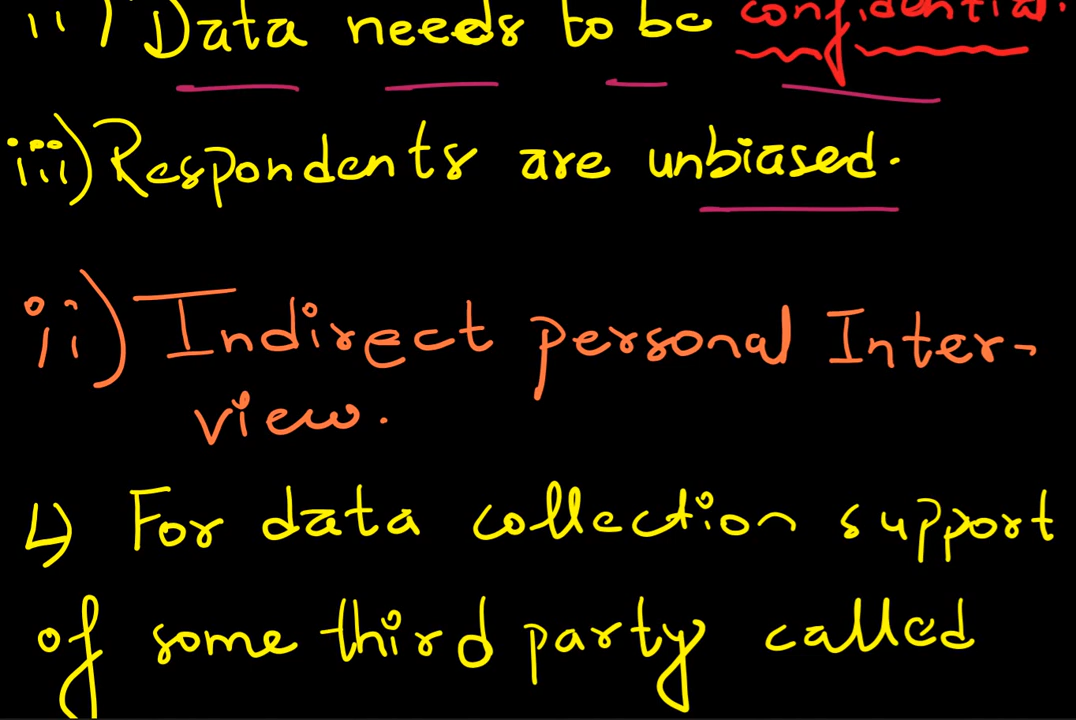 ii) Data needs to be confidential.
iii) Respondents are unbiased.
ii) Indirect personal Inter-
view.
↳ For data collection support
of some third party called